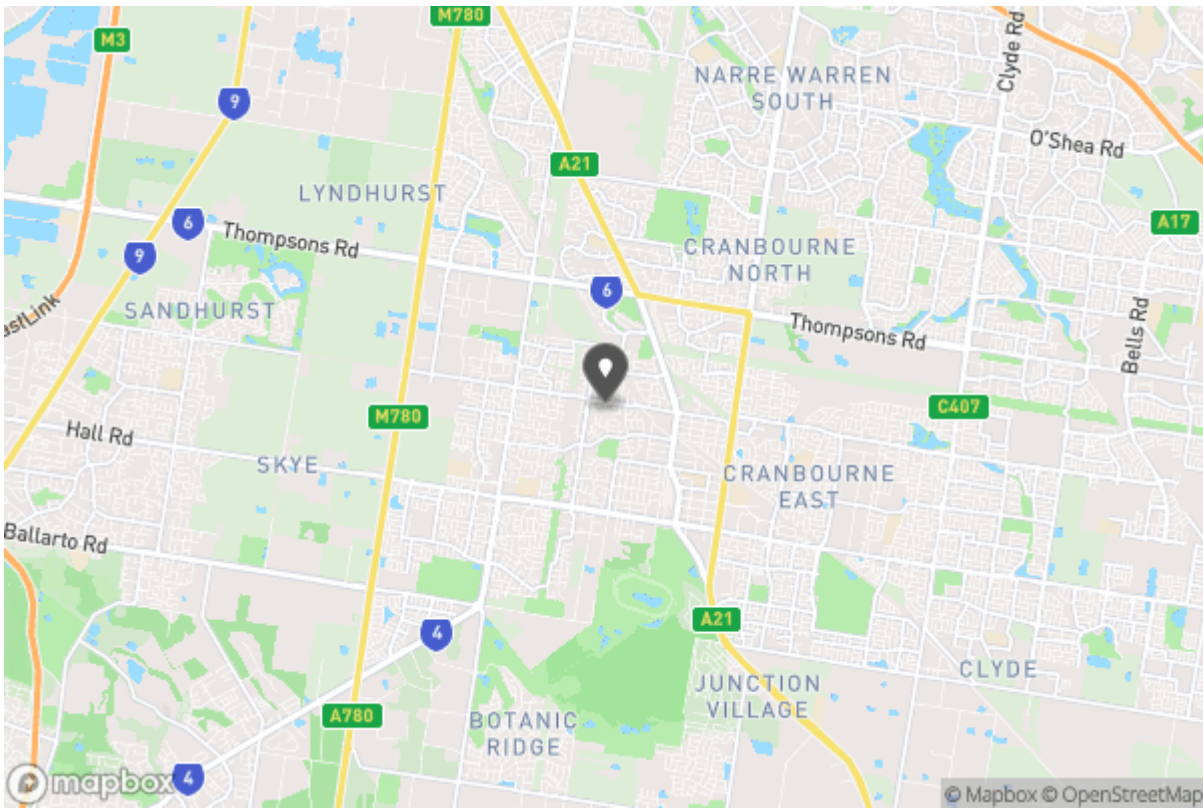 M3
M780
Clyde Rd
NARRE WARREN
SOUTH
9
O'Shea Rd
A21
LYNDHURST
6
Thompsons Rd
A17
CRANBOURNE
NORTH
9
6
SANDHURST
astLink
Thompsons Rd
Bells Rd
M780
C407
Hall Rd
SKYE
CRANBOURNE
EAST
Ballarto Rd
A21
4
CLYDE
JUNCTION
VILLAGE
A780
BOTANIC
RIDGE
4
mapbox
© Mapbox © OpenStreetMap